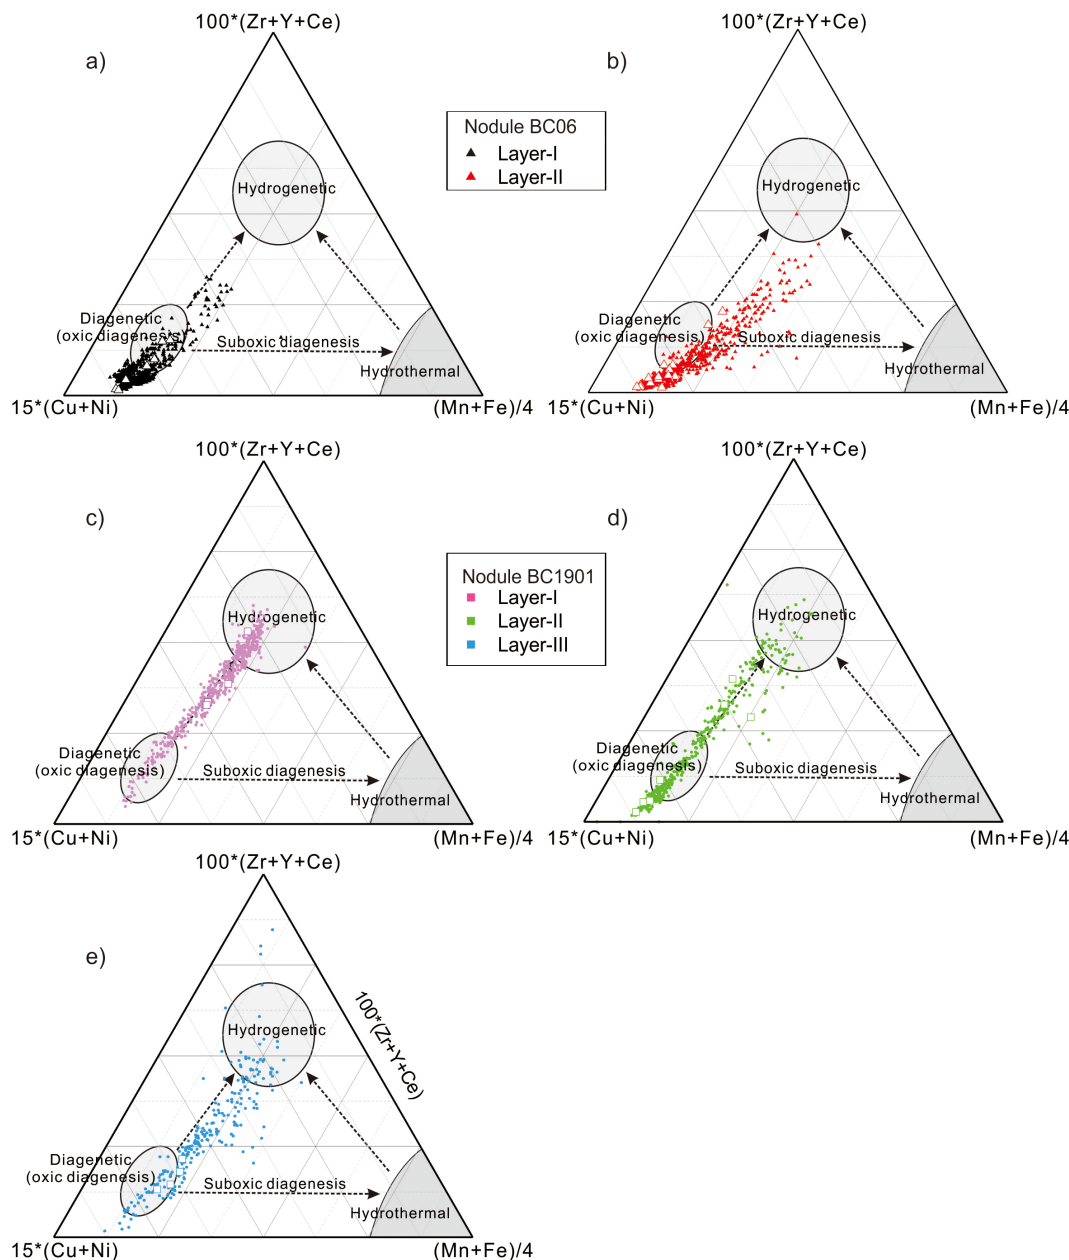 100*(Zr+Y+Ce)
a)
Hydrogenetic
Diagenetic
(oxic diagenesis)
Suboxic diagenesis
Hydrothermal
15*(Cu+Ni)
(Mn+Fe)/4
Nodule BC06
Layer-I
Layer-II
100*(Zr+Y+Ce)
b)
Hydrogenetic
Diagenetic
(oxic diagenesis)
Suboxic diagenesis
Hydrothermal
15*(Cu+Ni)
(Mn+Fe)/4
100*(Zr+Y+Ce)
c)
Hydrogenetic
Diagenetic
(oxic diagenesis)
Suboxic diagenesis
Hydrothermal
15*(Cu+Ni)
(Mn+Fe)/4
Nodule BC1901
Layer-I
Layer-II
Layer-III
100*(Zr+Y+Ce)
d)
Hydrogenetic
Diagenetic
(oxic diagenesis)
Suboxic diagenesis
Hydrothermal
15*(Cu+Ni)
(Mn+Fe)/4
100*(Zr+Y+Ce)
e)
Hydrogenetic
100*(Zr+Y+Ce)
Diagenetic
(oxic diagenesis)
Suboxic diagenesis
Hydrothermal
15*(Cu+Ni)
(Mn+Fe)/4